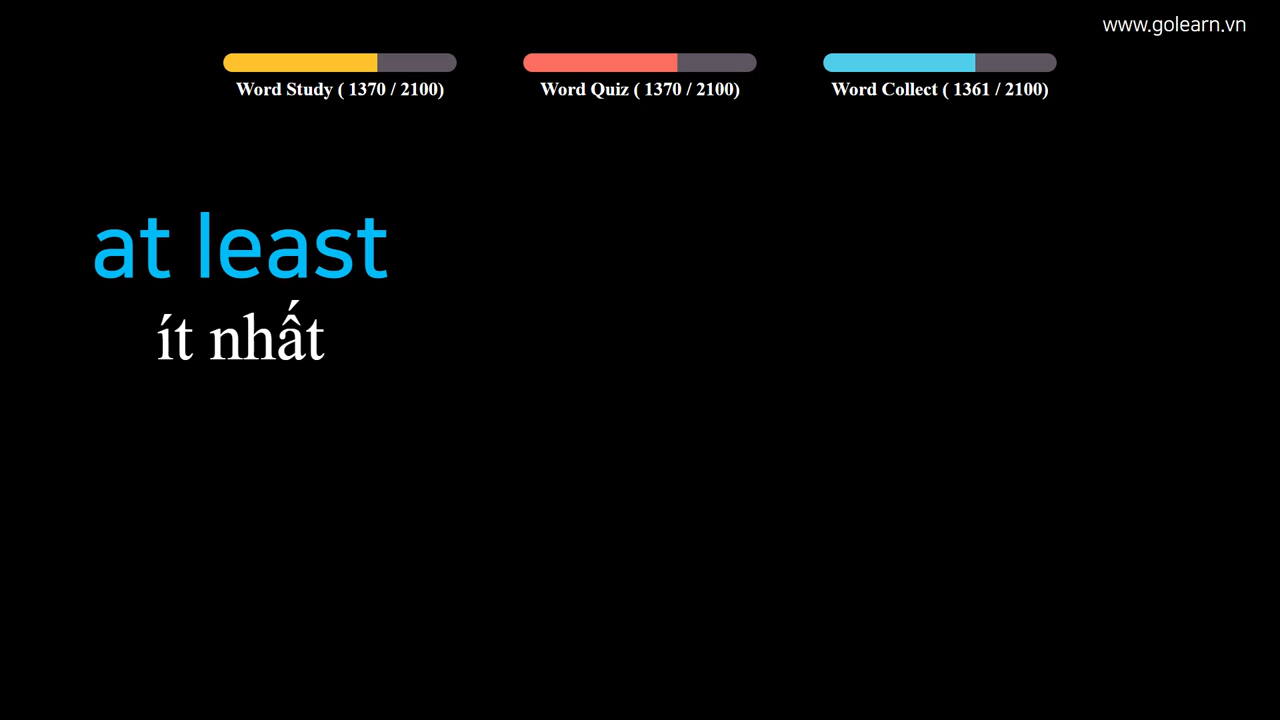 www.golearn.vn
Word Study ( 1370 / 2100)
Word Quiz ( 1370 / 2100)
Word Collect ( 1361 / 2100)
at least
ít nhất